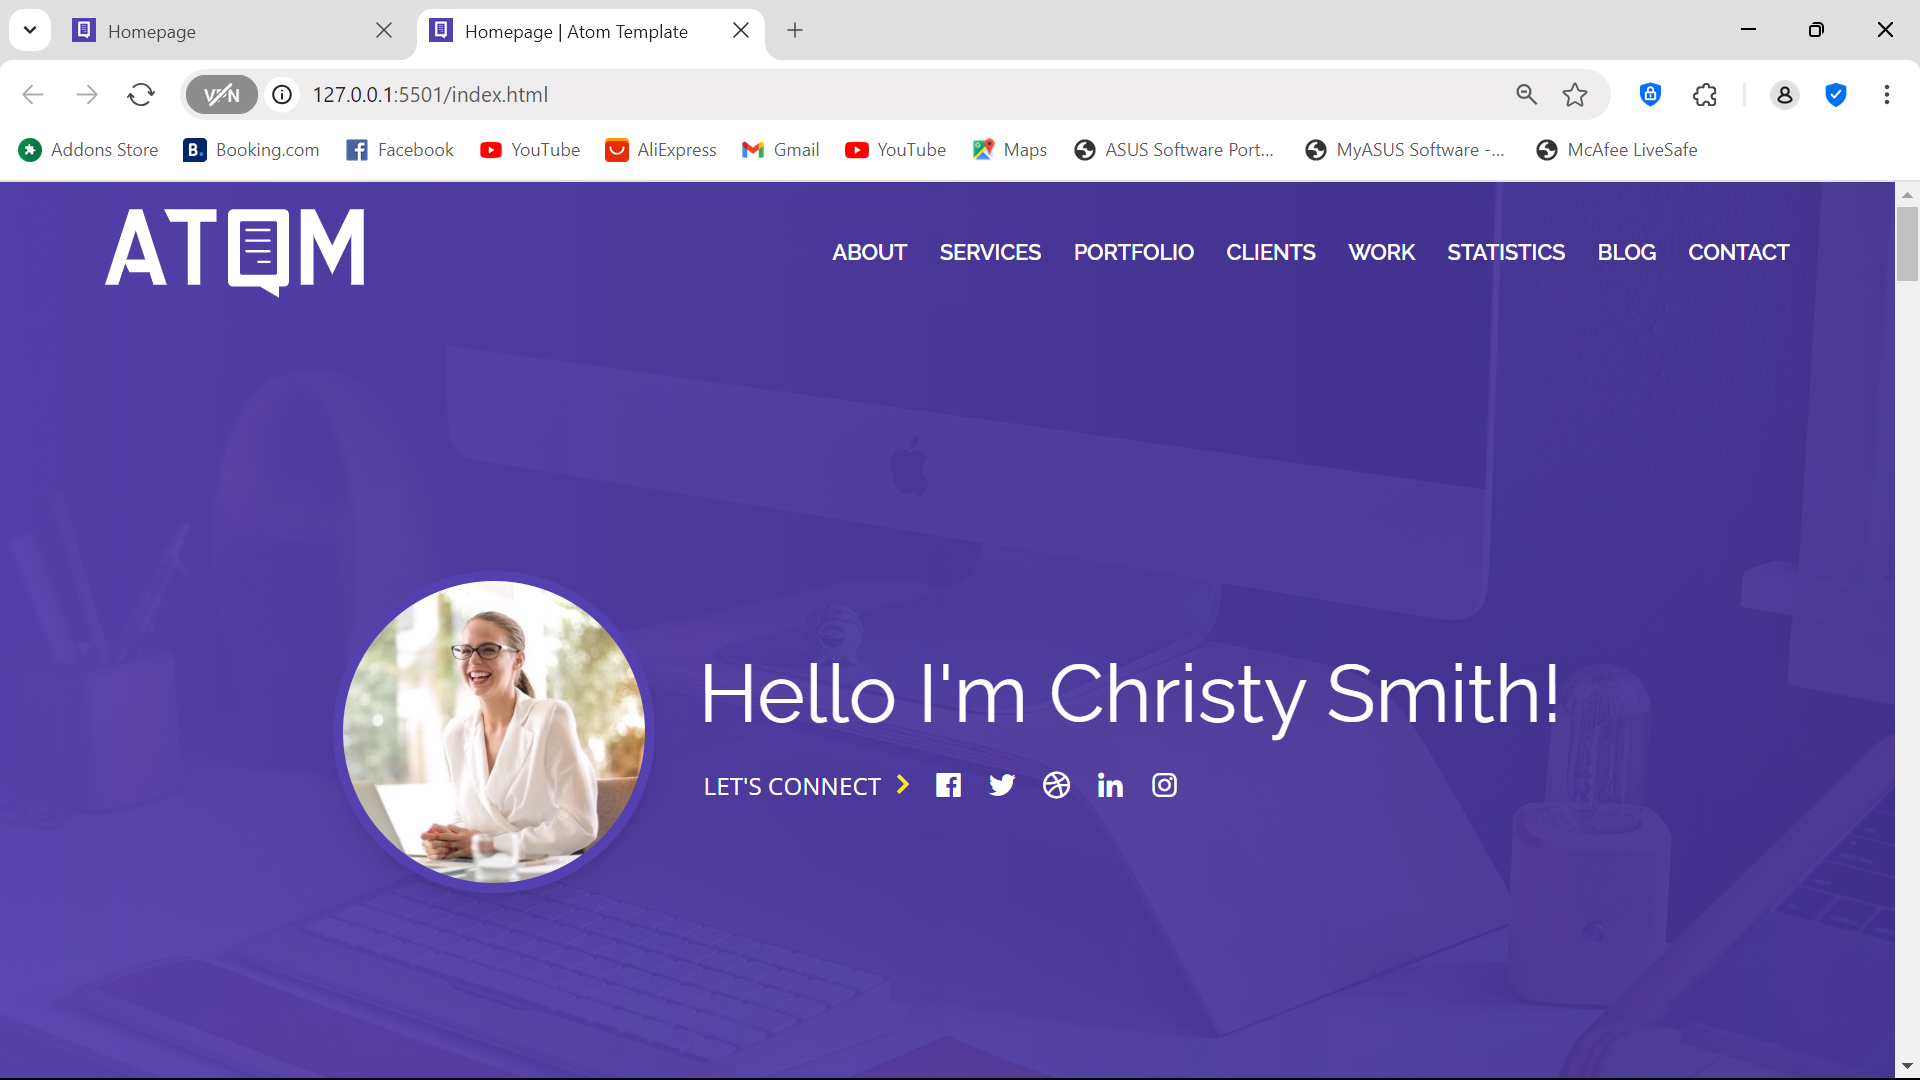 Homepage
Homepage | Atom Template
VPN
127.0.0.1:5501/index.html
Addons Store
B. Booking.com
Facebook
YouTube
AliExpress
Gmail
YouTube
Maps
ASUS Software Port...
MyASUS Software -...
McAfee LiveSafe
ATOM
ABOUT SERVICES PORTFOLIO CLIENTS WORK STATISTICS BLOG CONTACT
Hello I'm Christy Smith!
LET'S CONNECT